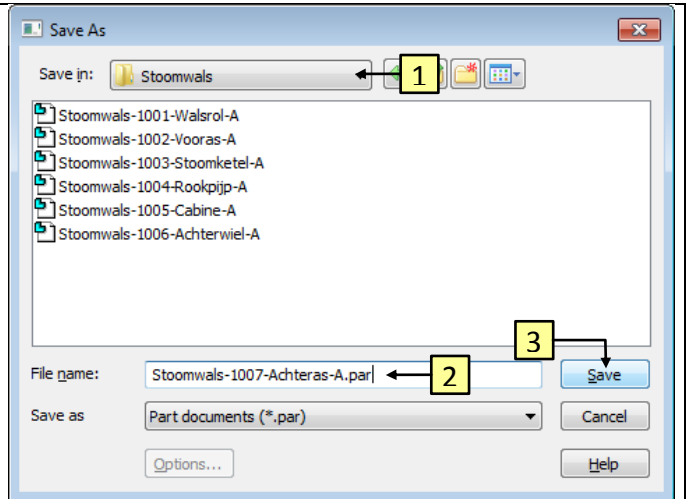 Save As
Save in: Stoomwals 1
Stoomwals-1001-Walsrol-A
Stoomwals-1002-Vooras-A
Stoomwals-1003-Stoomketel-A
Stoomwals-1004-Rookpijp-A
Stoomwals-1005-Cabine-A
Stoomwals-1006-Achterwiel-A
3
File name: Stoomwals-1007-Achteras-A.par 2 Save
Save as Part documents (*.par) Cancel
Options... Help